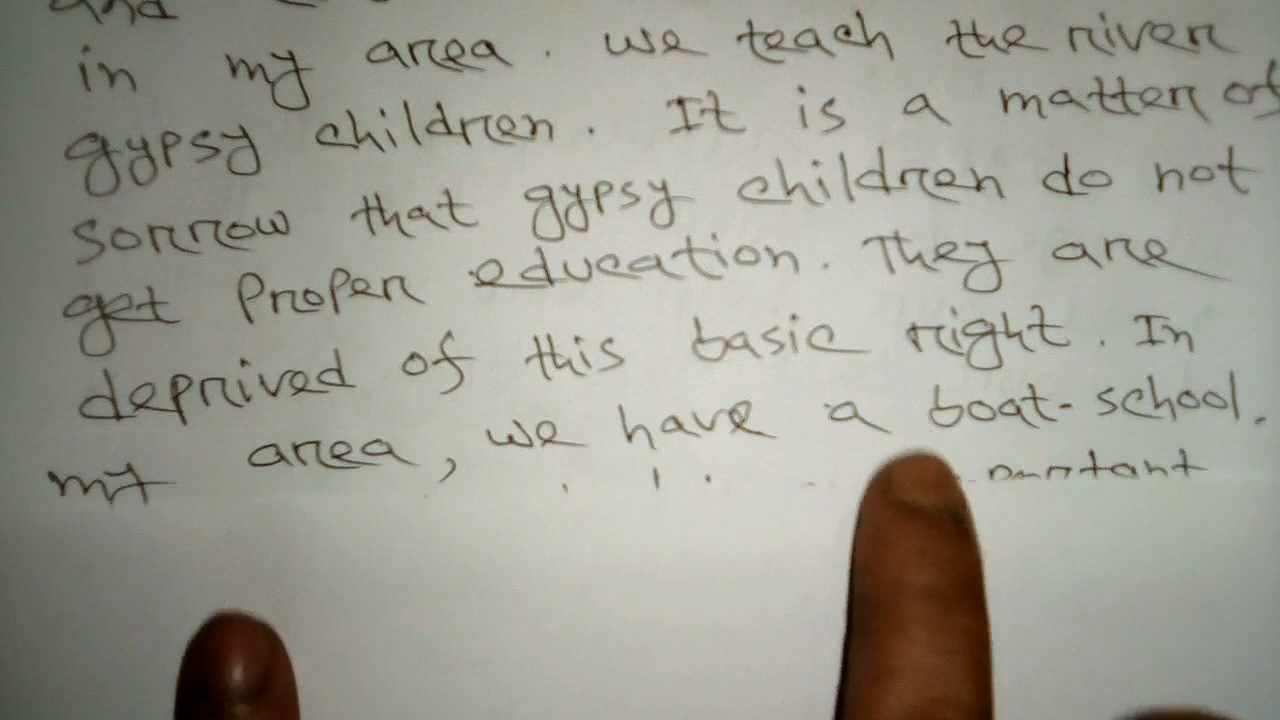 and
in my area. we teach the river
gypsy children. It is a matter of
sorrow that gypsy children do not
get proper education. They are
deprived of this basic right. In
my area, we have a boat-school.